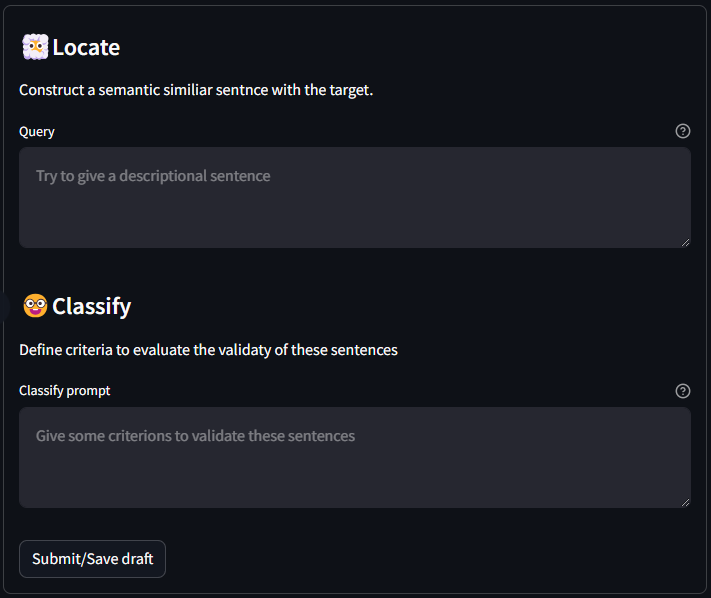 Locate
Construct a semantic similiar sentnce with the target.
Query
Try to give a descriptional sentence
Classify
Define criteria to evaluate the validaty of these sentences
Classify prompt
Give some criterions to validate these sentences
Submit/Save draft